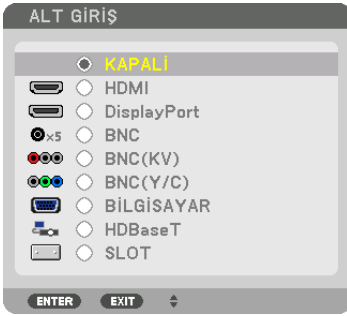 ALT GİRİŞ
KAPALİ
HDMI
DisplayPort
×5 BNC
BNC(KV)
BNC(Y/C)
BİLGİSAYAR
HDBaseT
SLOT
ENTER EXIT